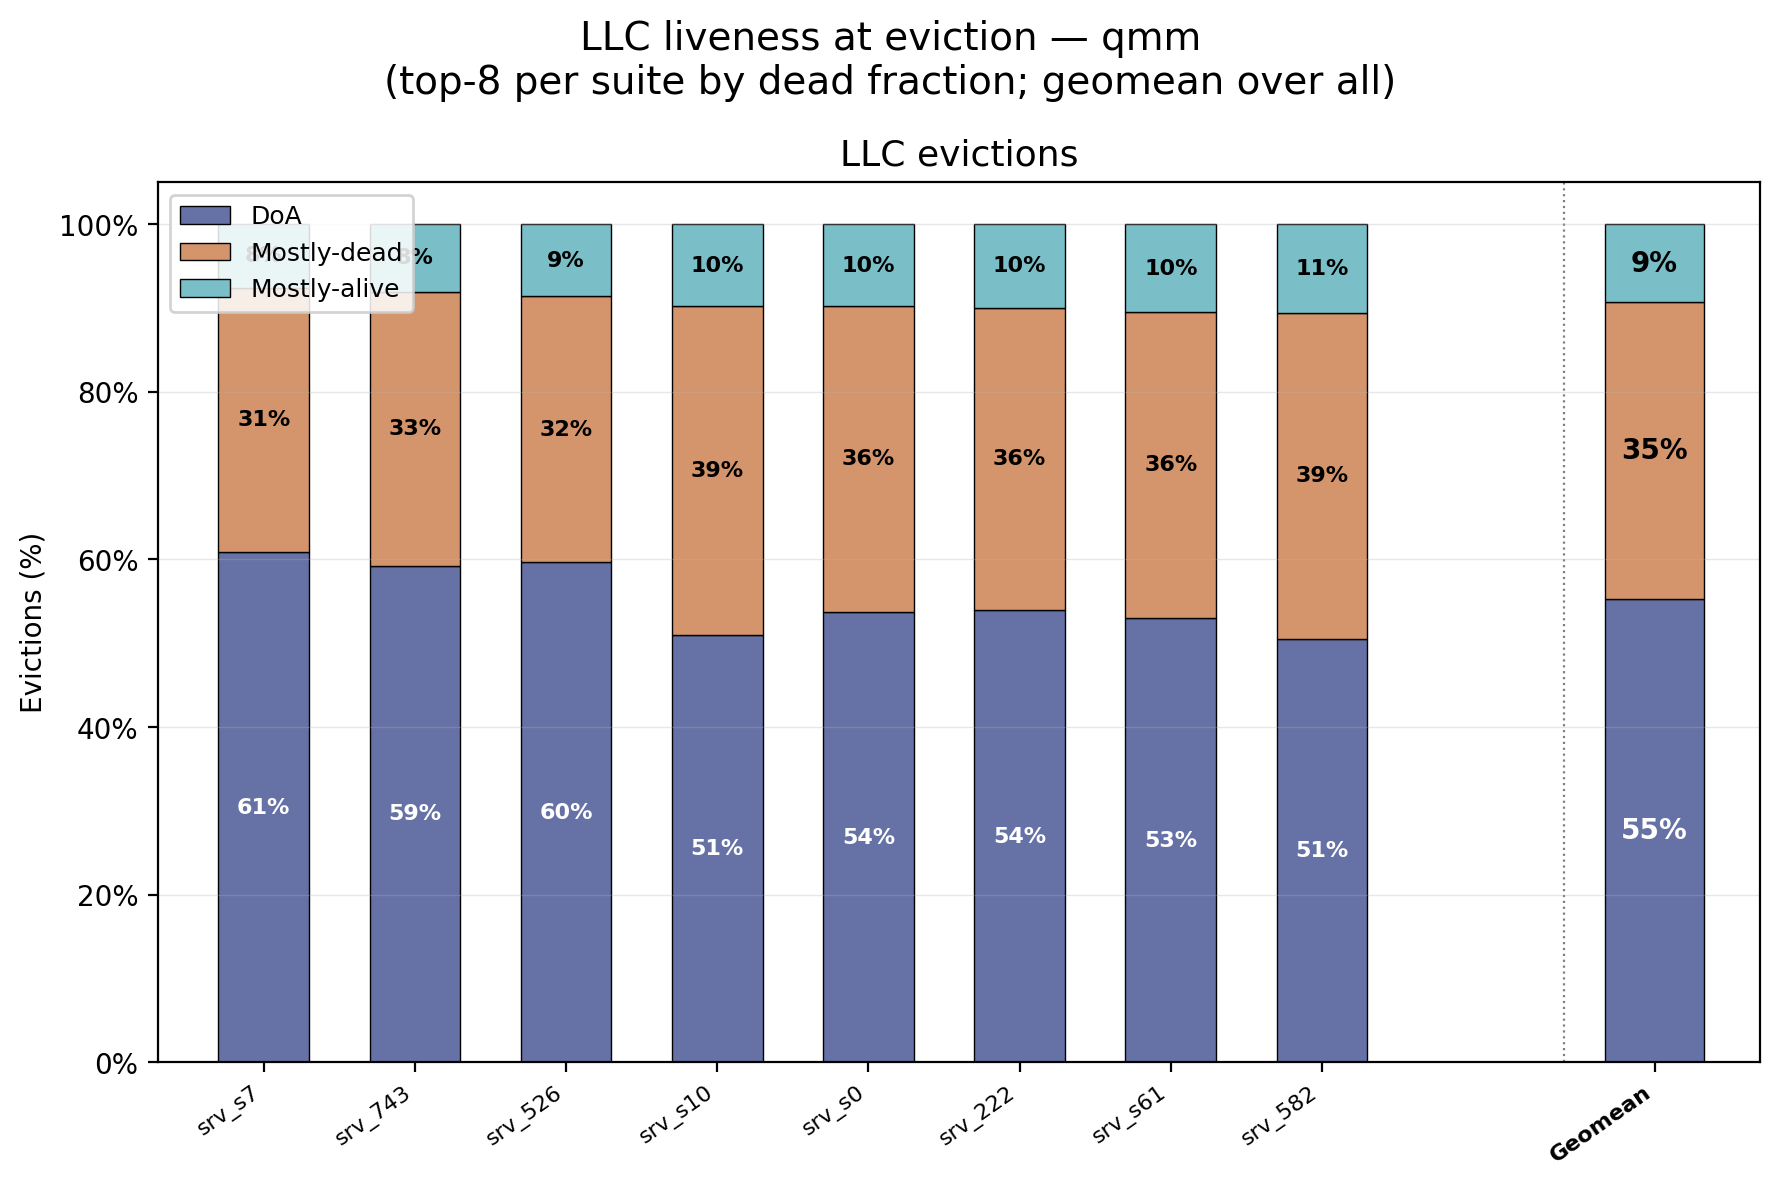 LLC liveness at eviction — qmm
(top-8 per suite by dead fraction; geomean over all)
LLC evictions
DoA
Mostly-dead
Mostly-alive
Evictions (%)
100%
80%
60%
40%
20%
0%
8%
9%
10%
10%
10%
10%
11%
9%
31%
33%
32%
39%
36%
36%
36%
39%
35%
61%
59%
60%
51%
54%
54%
53%
51%
55%
srv_s7
srv_743
srv_526
srv_s10
srv_s0
srv_222
srv_s61
srv_582
Geomean